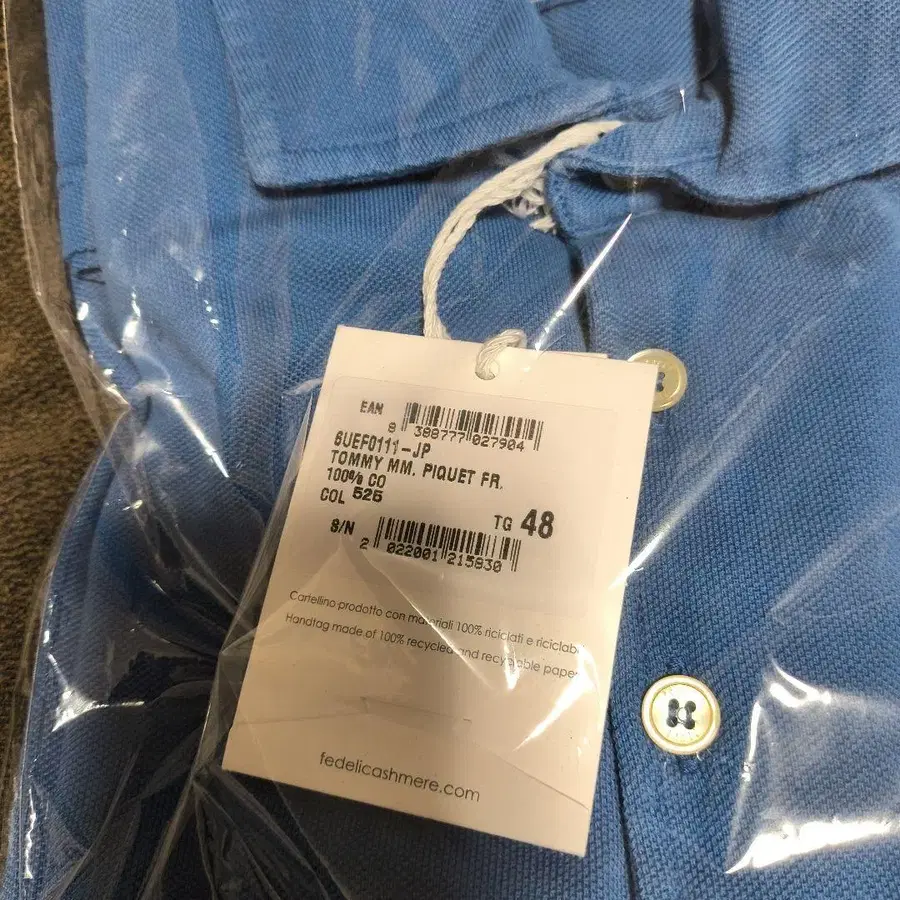 EAN
8 388777 027904
6UEF0111-JP
TOMMY MM. PIQUET FR.
100% CO
COL 525
TG 48
S/N
2 022001 215830
Cartellino prodotto con materiali 100% riciclati e riciclab
Handtag made of 100% recycled and recyclable paper
fedelicashmere.com